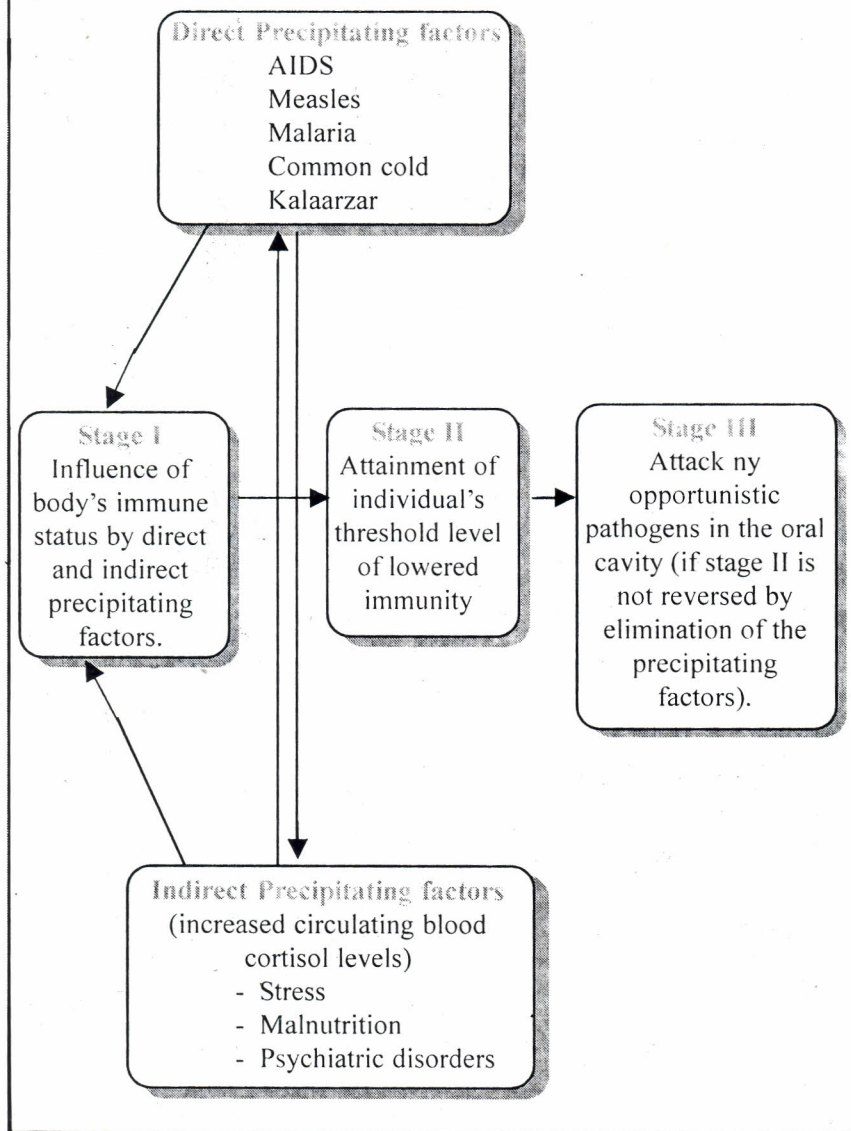 Direct Precipitating factors
AIDS
Measles
Malaria
Common cold
Kalaarzar
Stage I
Influence of
body's immune
status by direct
and indirect
precipitating
factors.
Stage II
Attainment of
individual's
threshold level
of lowered
immunity
Stage III
Attack ny
opportunistic
pathogens in the oral
cavity (if stage II is
not reversed by
elimination of the
precipitating
factors).
Indirect Precipitating factors
(increased circulating blood
cortisol levels)
- Stress
- Malnutrition
- Psychiatric disorders